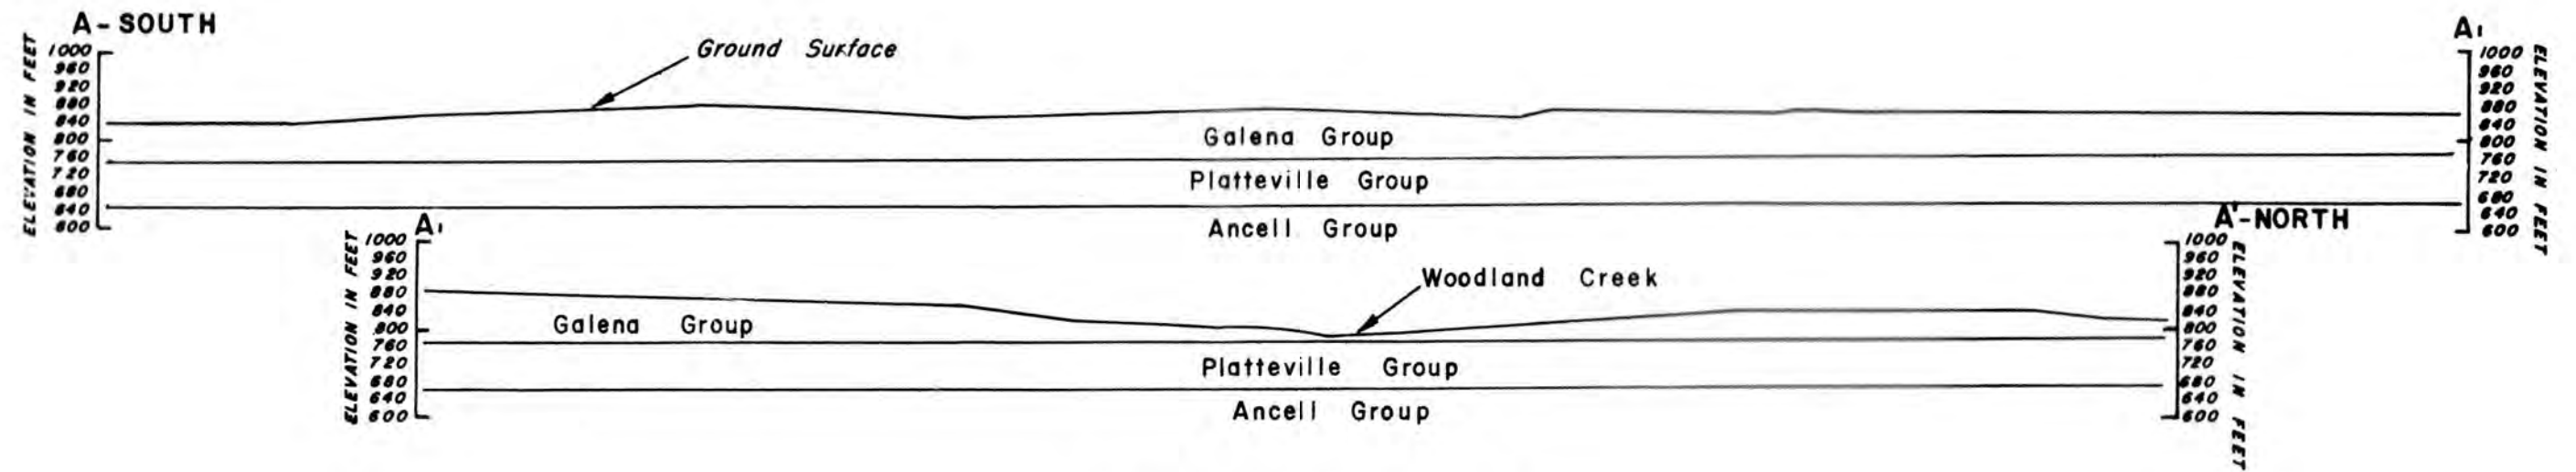 A - SOUTH
A₁
ELEVATION IN FEET
1000
960
920
880
840
800
760
720
680
640
600
Ground Surface
Galena Group
Platteville Group
Ancell Group
1000
960
920
880
840
800
760
720
680
640
600
ELEVATION IN FEET
A₁
A'-NORTH
ELEVATION IN FEET
1000
960
920
880
840
800
760
720
680
640
600
Woodland Creek
Galena Group
Platteville Group
Ancell Group
1000
960
920
880
840
800
760
720
680
640
600
ELEVATION IN FEET